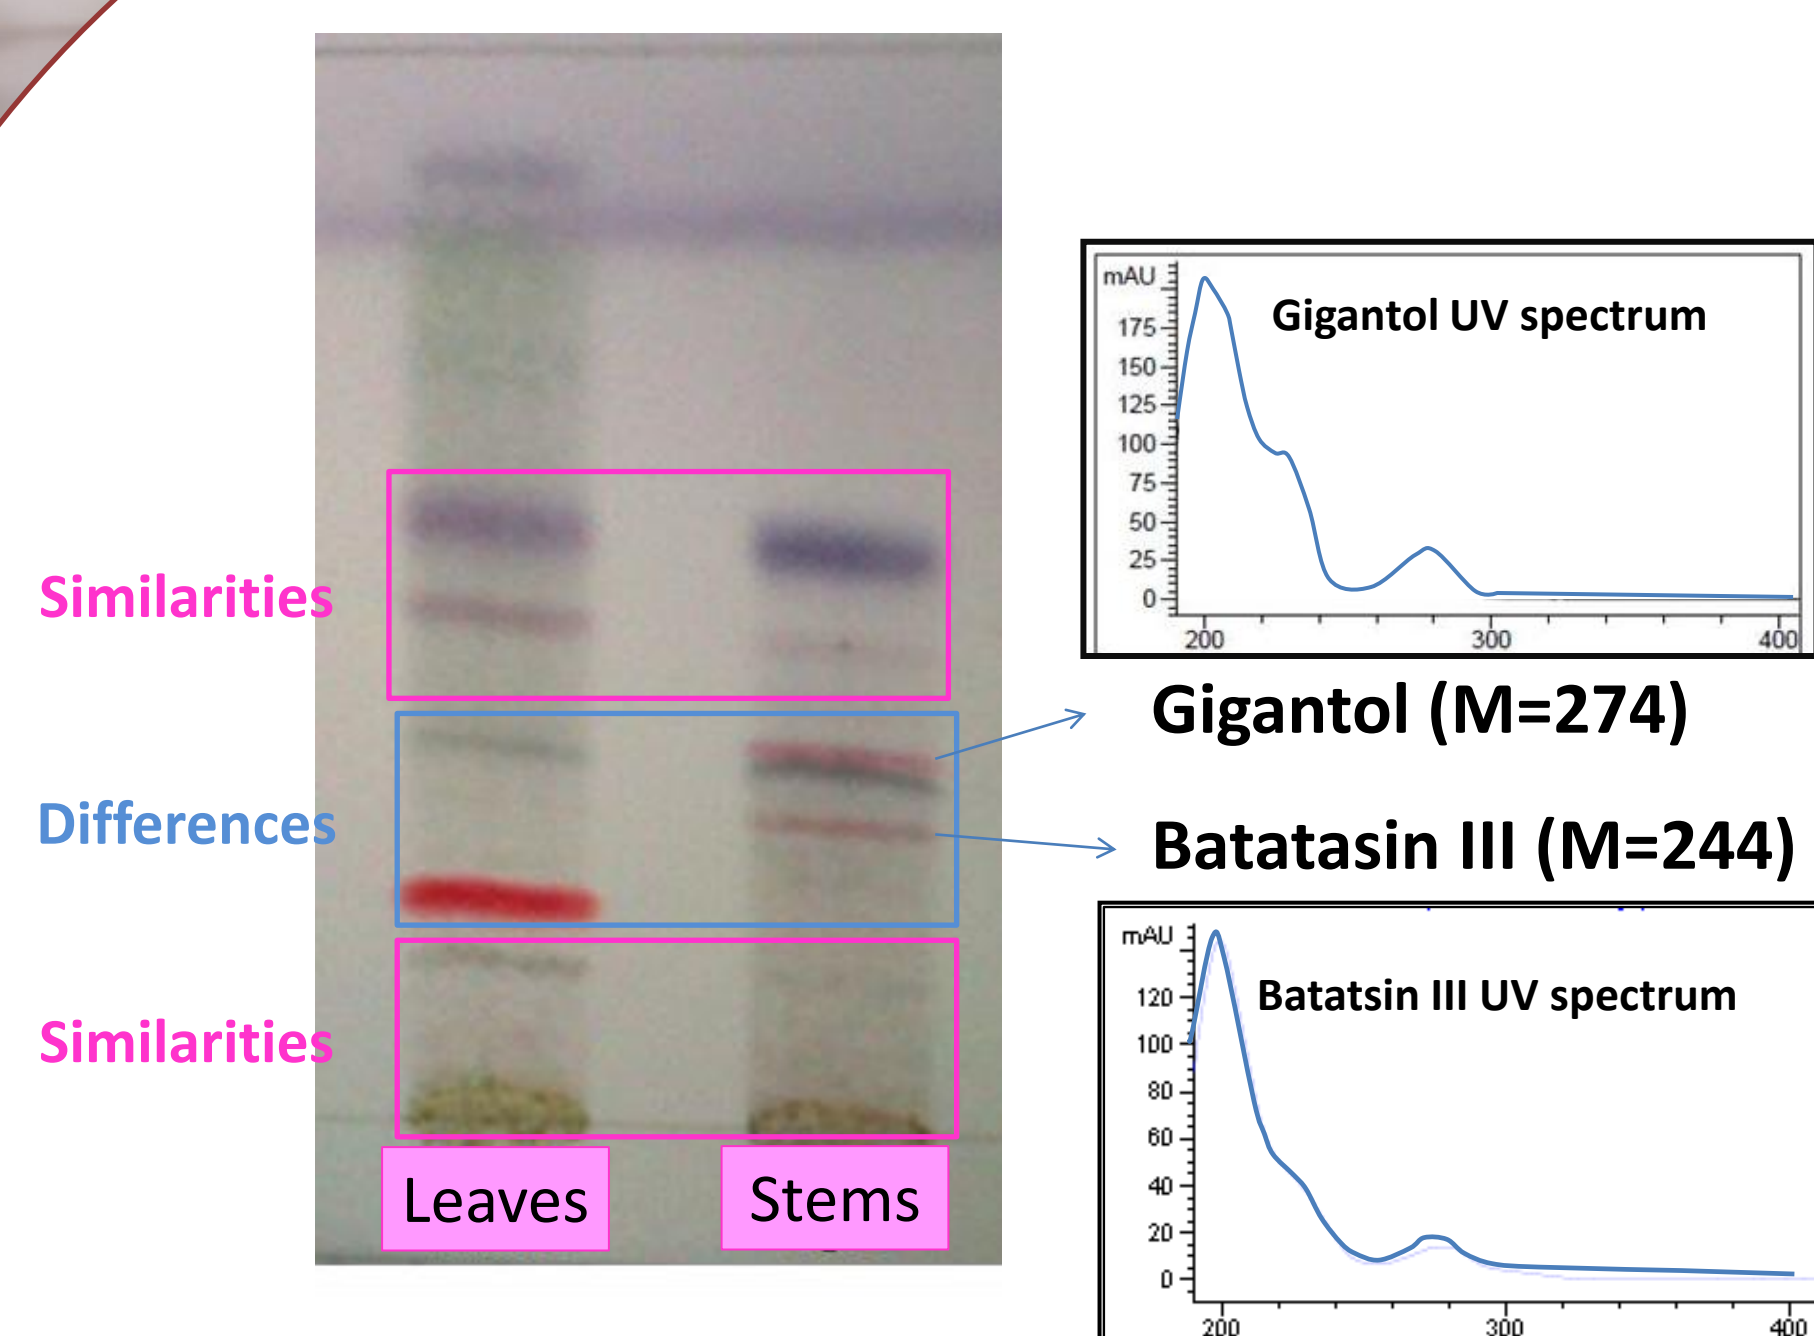 mAU
Gigantol UV spectrum
175
150
125
100
75
50
25
0
200 300 400
Similarities
Gigantol (M=274)
Differences
Batatasin III (M=244)
mAU
Batatsin III UV spectrum
120
100
80
60
40
20
0
200 300 400
Similarities
Leaves Stems